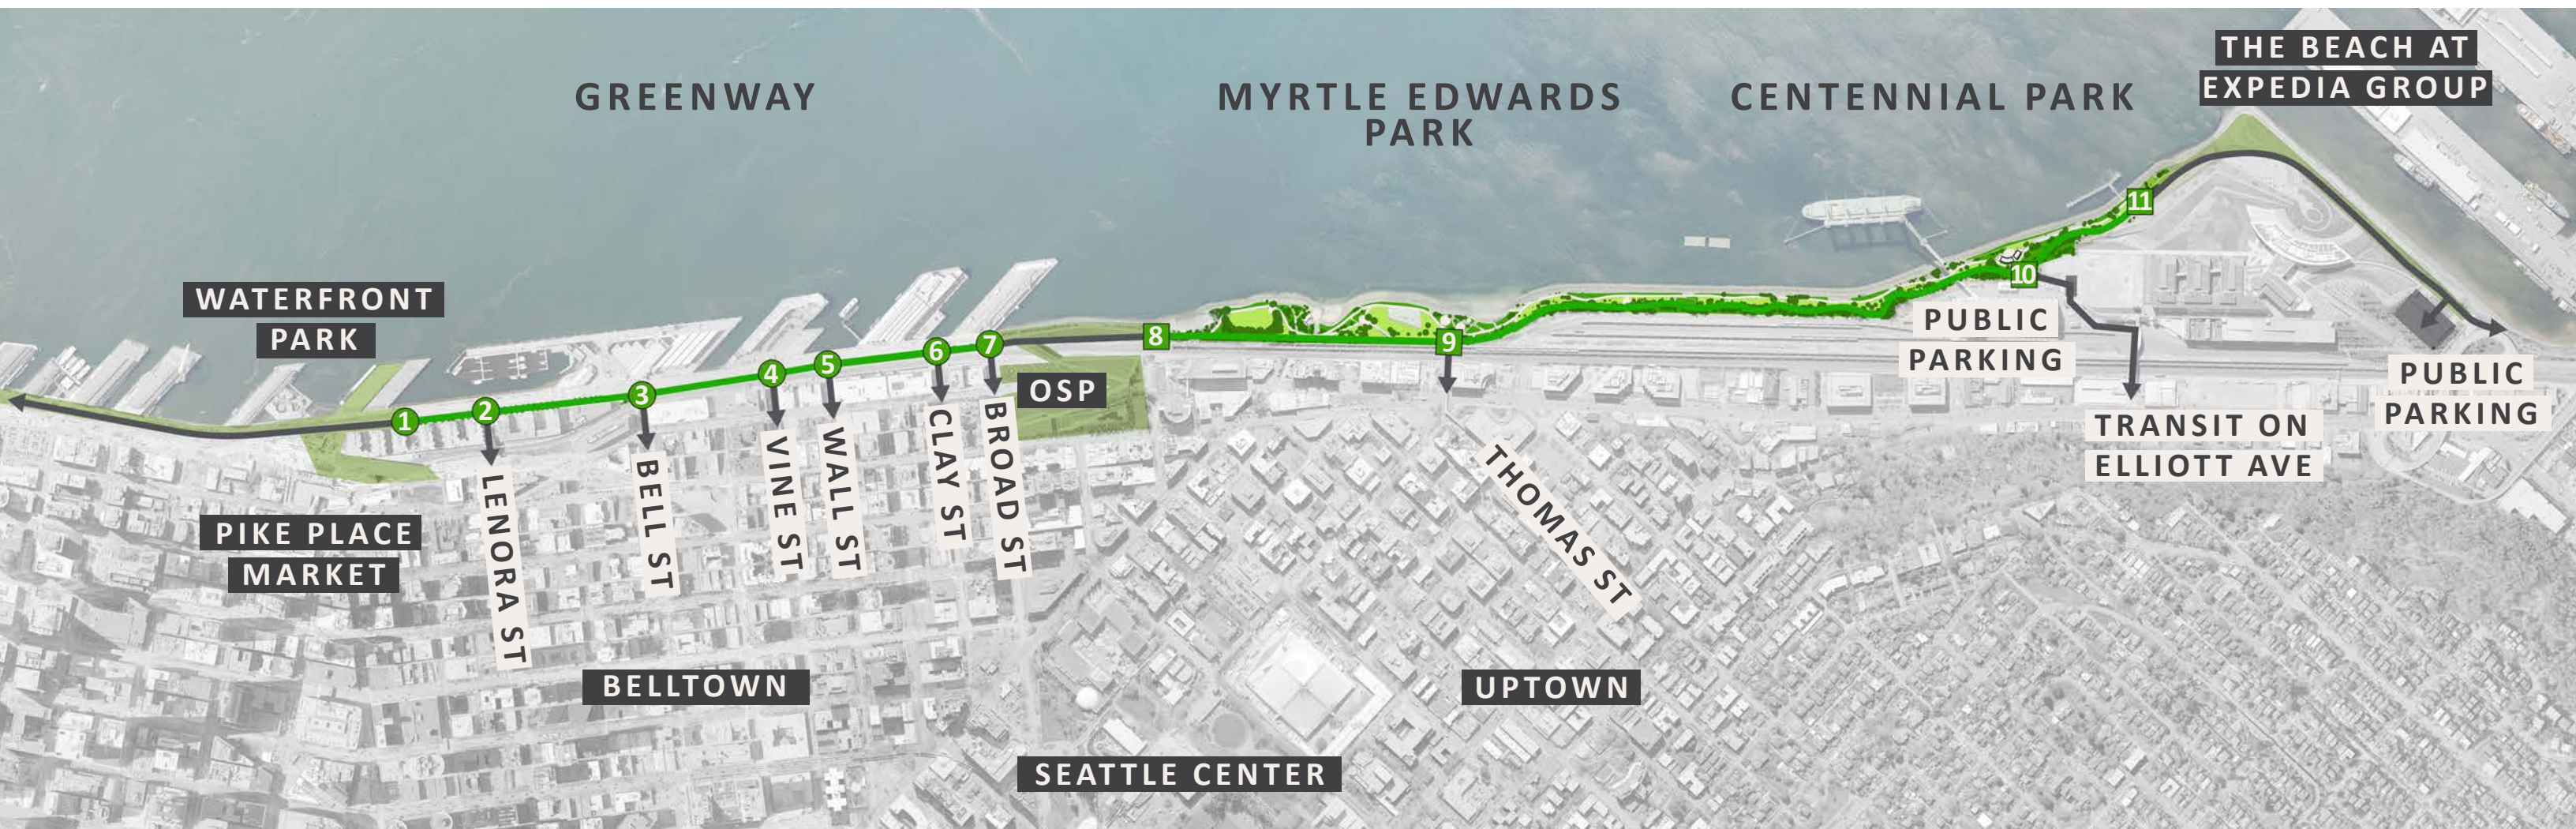 GREENWAY
MYRTLE EDWARDS
PARK
CENTENNIAL PARK
THE BEACH AT
EXPEDIA GROUP
WATERFRONT
PARK
1
2
3
4
5
6
7
8
9
10
11
OSP
PUBLIC
PARKING
PUBLIC
PARKING
TRANSIT ON
ELLIOTT AVE
LENORA ST
BELL ST
VINE ST
WALL ST
CLAY ST
BROAD ST
THOMAS ST
PIKE PLACE
MARKET
BELLTOWN
UPTOWN
SEATTLE CENTER